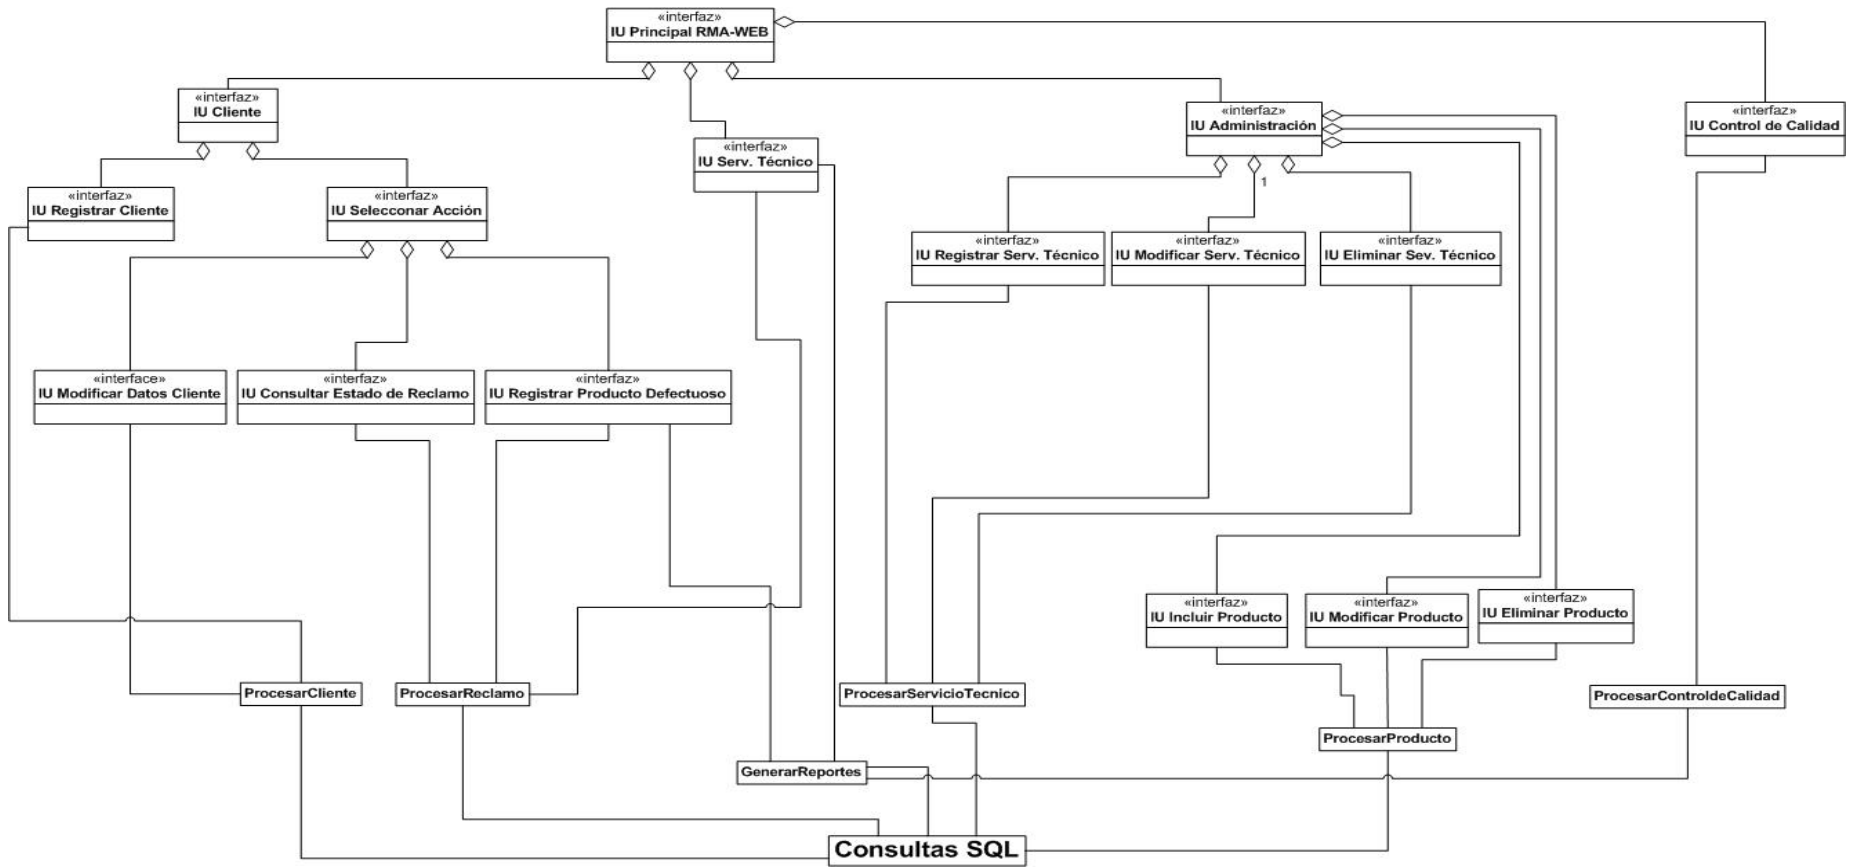 «interfaz»
IU Principal RMA-WEB
«interfaz»
IU Cliente
«interfaz»
IU Administración
«interfaz»
IU Control de Calidad
«interfaz»
IU Serv. Técnico
1
«interfaz»
IU Registrar Cliente
«interfaz»
IU Selecconar Acción
«interfaz»
IU Registrar Serv. Técnico
«interfaz»
IU Modificar Serv. Técnico
«interfaz»
IU Eliminar Sev. Técnico
«interface»
IU Modificar Datos Cliente
«interfaz»
IU Consultar Estado de Reclamo
«interfaz»
IU Registrar Producto Defectuoso
«interfaz»
IU Incluir Producto
«interfaz»
IU Modificar Producto
«interfaz»
IU Eliminar Producto
ProcesarCliente
ProcesarReclamo
ProcesarServicioTecnico
ProcesarControldeCalidad
ProcesarProducto
GenerarReportes
Consultas SQL